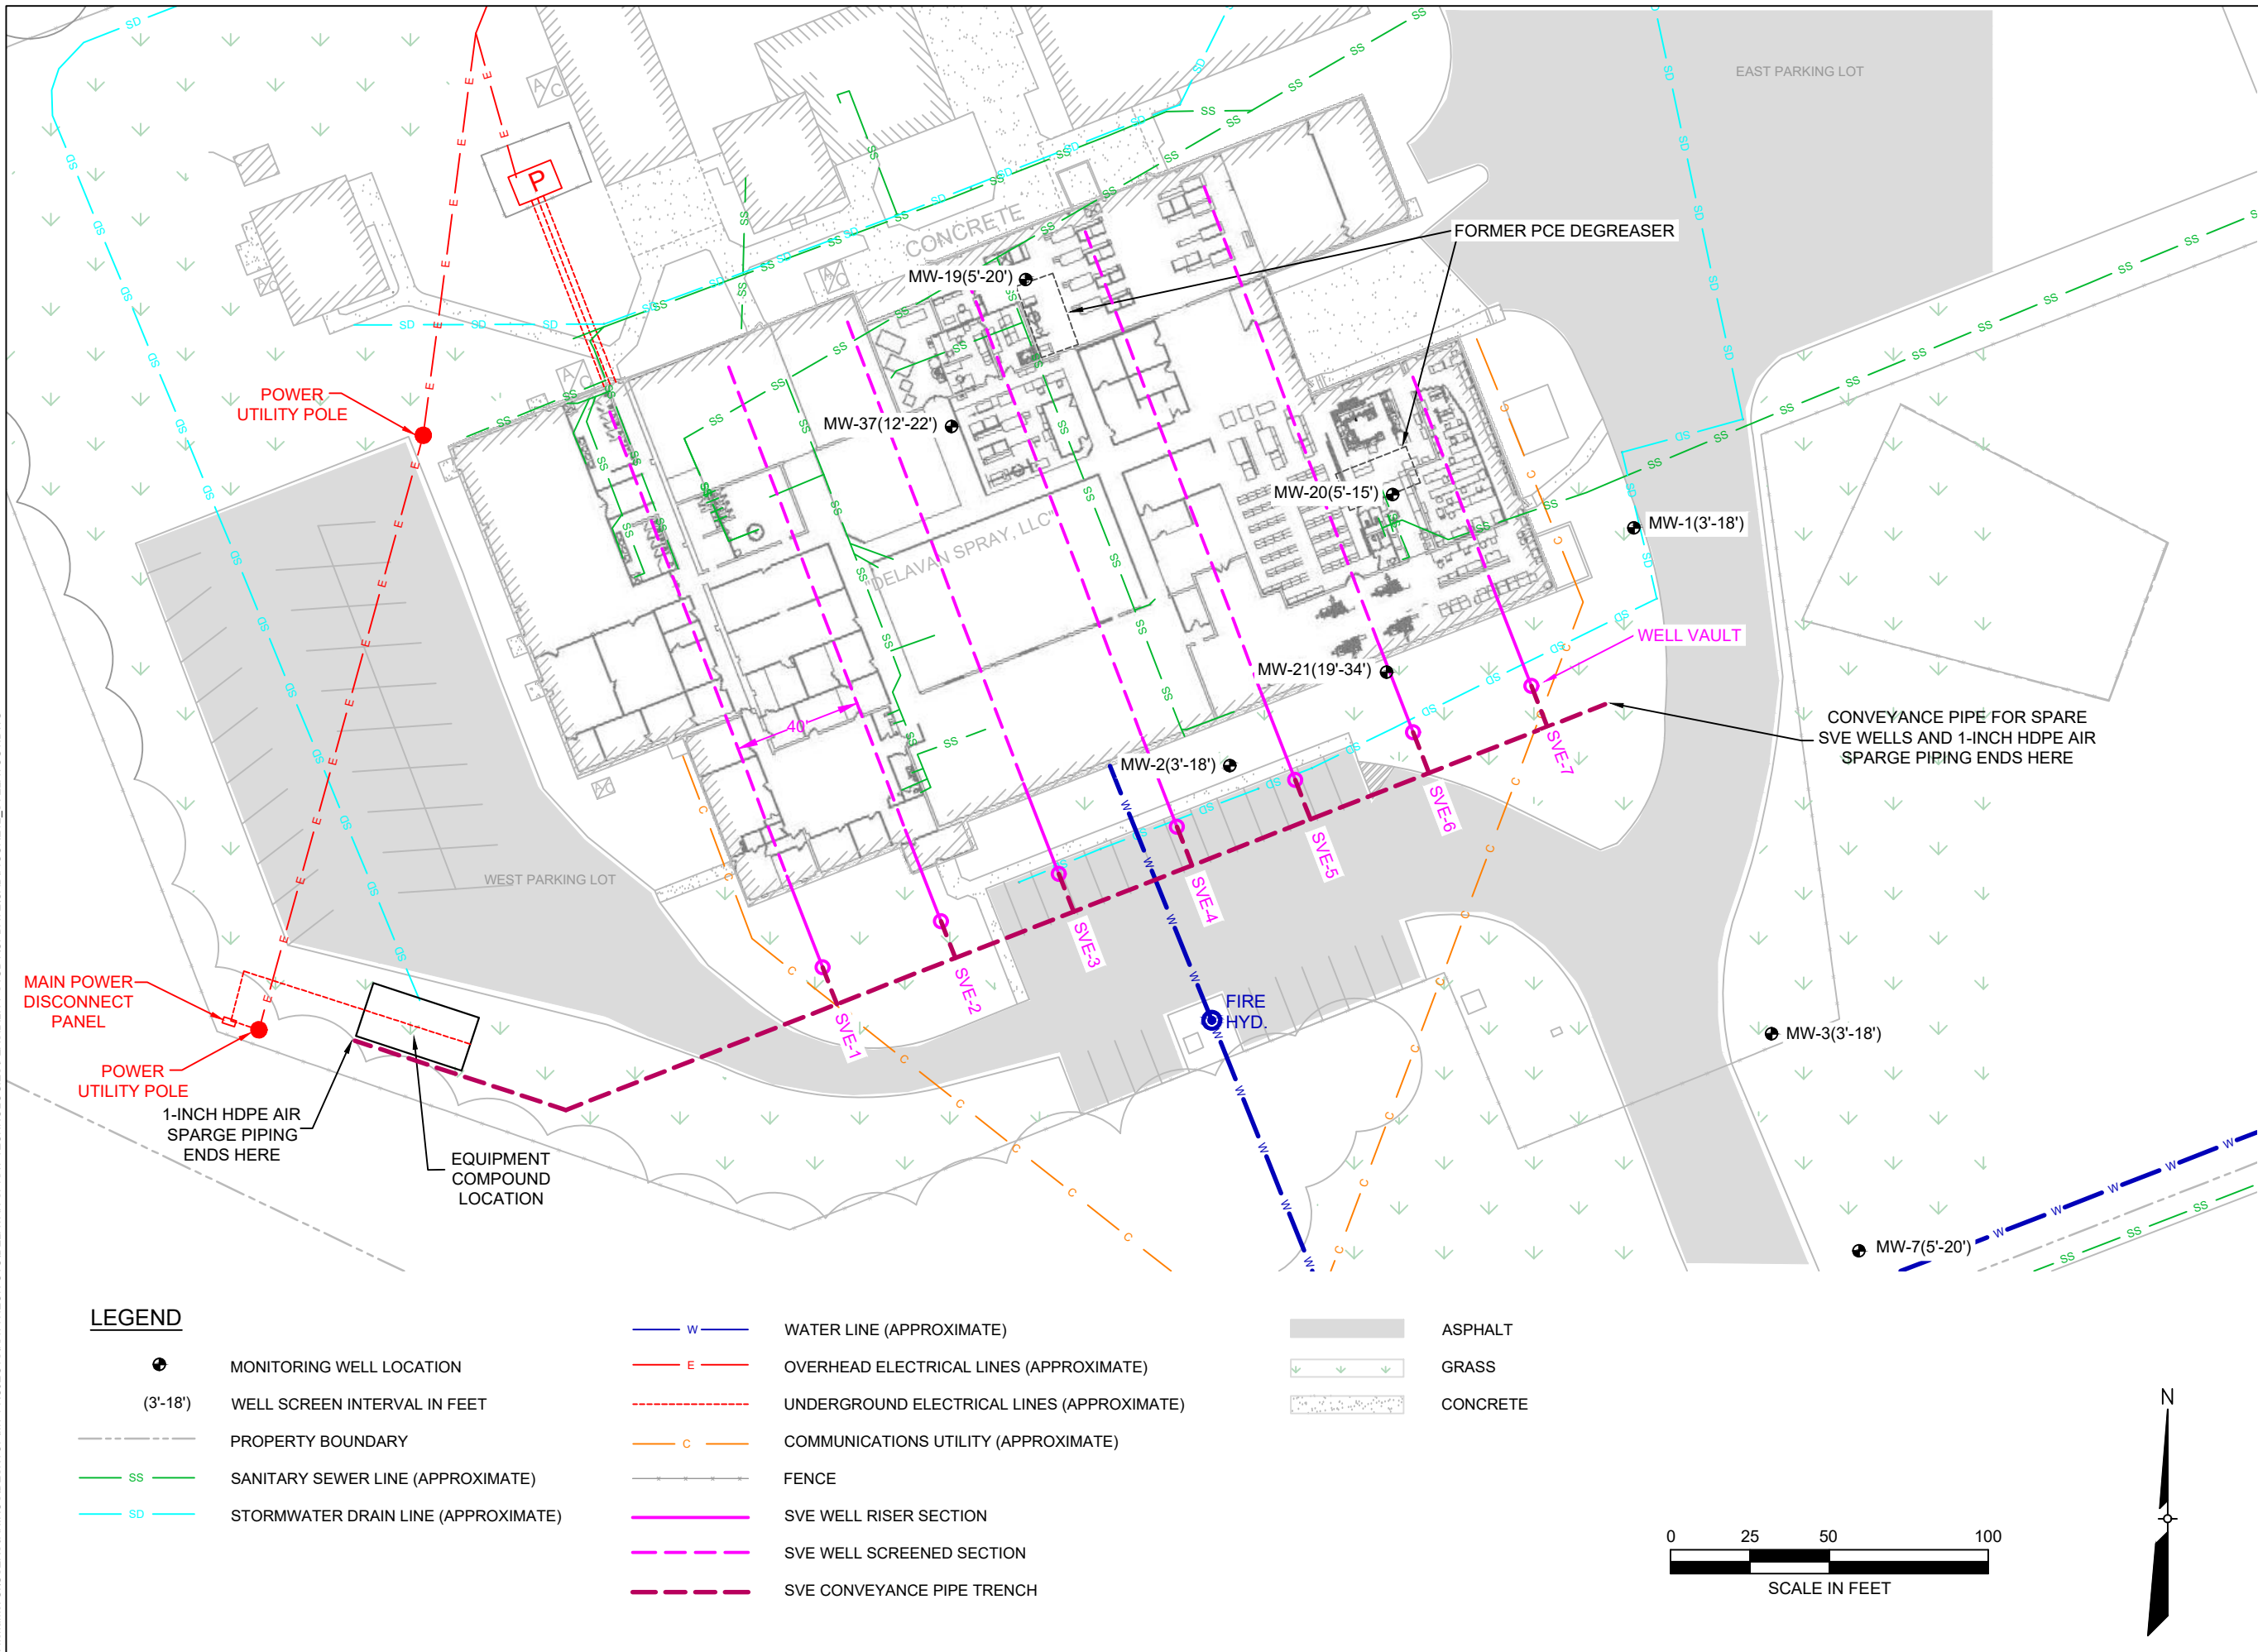 EAST PARKING LOT
A/C
P
CONCRETE
FORMER PCE DEGREASER
MW-19(5'-20')
A/C
A/C
A/C
POWER
UTILITY POLE
MW-37(12'-22')
MW-20(5'-15')
MW-1(3'-18')
"DELAVAN SPRAY, LLC"
WELL VAULT
MW-21(19'-34')
40'
CONVEYANCE PIPE FOR SPARE
SVE WELLS AND 1-INCH HDPE AIR
SPARGE PIPING ENDS HERE
MW-2(3'-18')
A/C
SVE-7
SVE-6
SVE-5
SVE-4
SVE-3
SVE-2
SVE-1
WEST PARKING LOT
MAIN POWER
DISCONNECT
PANEL
FIRE
HYD.
MW-3(3'-18')
POWER
UTILITY POLE
1-INCH HDPE AIR
SPARGE PIPING
ENDS HERE
EQUIPMENT
COMPOUND
LOCATION
MW-7(5'-20')
SS
SD
E
C
W
LEGEND
MONITORING WELL LOCATION
(3'-18') WELL SCREEN INTERVAL IN FEET
PROPERTY BOUNDARY
SS SANITARY SEWER LINE (APPROXIMATE)
SD STORMWATER DRAIN LINE (APPROXIMATE)
W WATER LINE (APPROXIMATE)
E OVERHEAD ELECTRICAL LINES (APPROXIMATE)
UNDERGROUND ELECTRICAL LINES (APPROXIMATE)
C COMMUNICATIONS UTILITY (APPROXIMATE)
FENCE
SVE WELL RISER SECTION
SVE WELL SCREENED SECTION
SVE CONVEYANCE PIPE TRENCH
ASPHALT
GRASS
CONCRETE
N
0 25 50 100
SCALE IN FEET